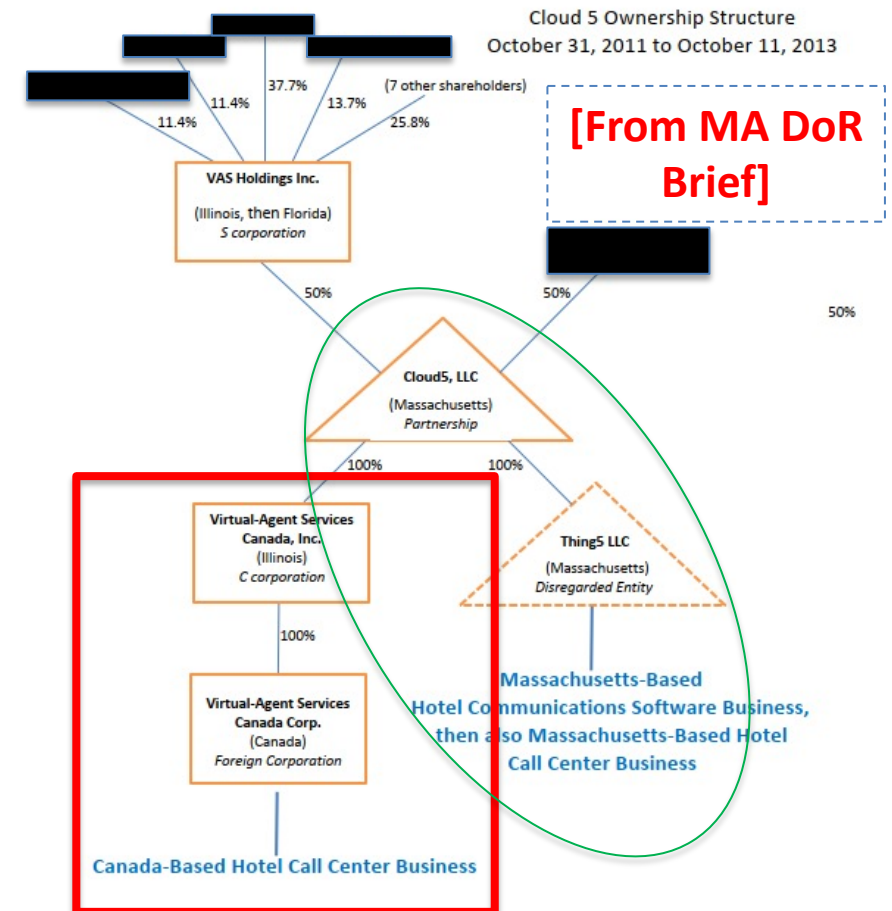 Cloud 5 Ownership Structure
October 31, 2011 to October 11, 2013
[From MA DoR
Brief]
11.4%
11.4%
37.7%
13.7%
(7 other shareholders)
25.8%
VAS Holdings Inc.
(Illinois, then Florida)
S corporation
50%
50%
50%
Cloud5, LLC
(Massachusetts)
Partnership
100%
100%
Virtual-Agent Services
Canada, Inc.
(Illinois)
C corporation
Thing5 LLC
(Massachusetts)
Disregarded Entity
100%
Virtual-Agent Services
Canada Corp.
(Canada)
Foreign Corporation
Massachusetts-Based
Hotel Communications Software Business,
then also Massachusetts-Based Hotel
Call Center Business
Canada-Based Hotel Call Center Business